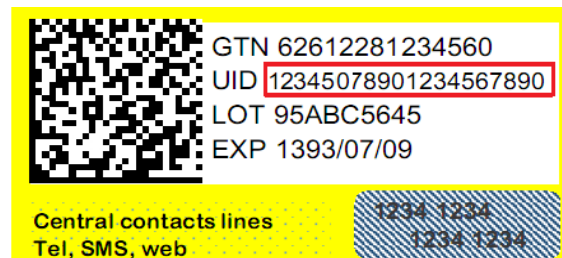 GTN 62612281234560
UID 12345078901234567890
LOT 95ABC5645
EXP 1393/07/09
Central contacts lines
Tel, SMS, web
1234 1234
1234 1234